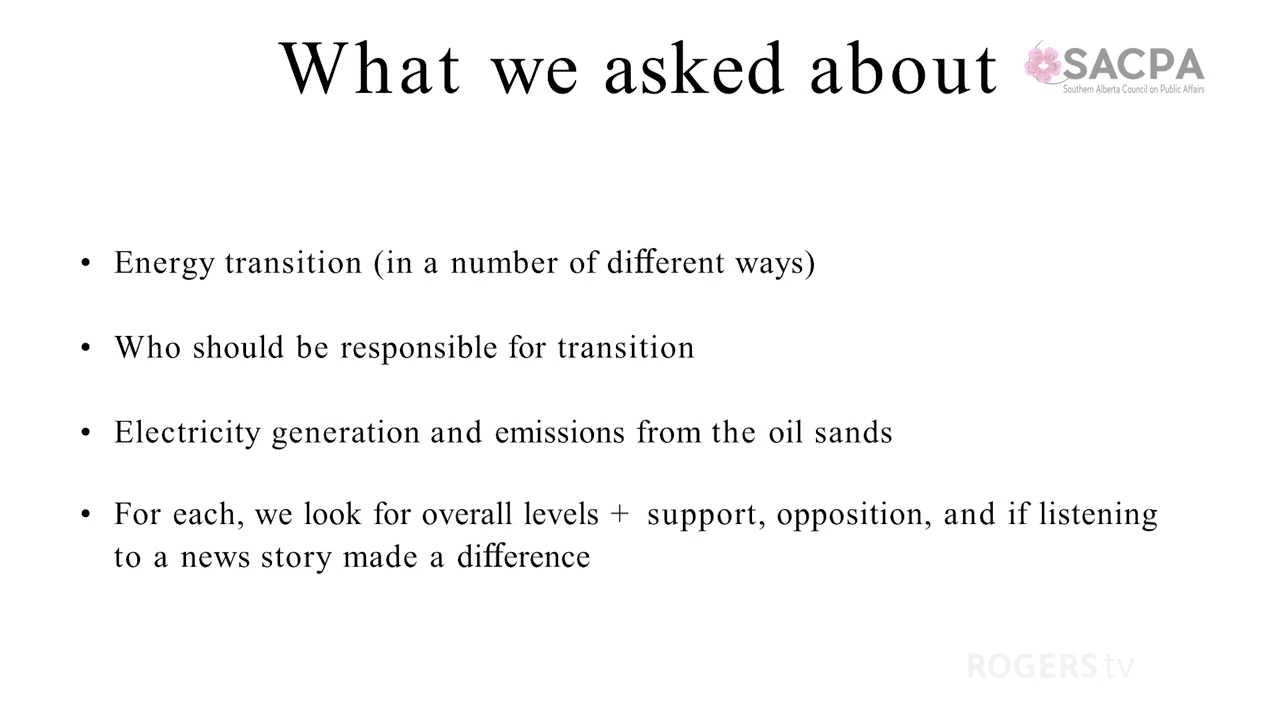 What we asked about
SACPA
Southern Alberta Council on Public Affairs
• Energy transition (in a number of different ways)
• Who should be responsible for transition
• Electricity generation and emissions from the oil sands
• For each, we look for overall levels + support, opposition, and if listening
to a news story made a difference
ROGERS tv